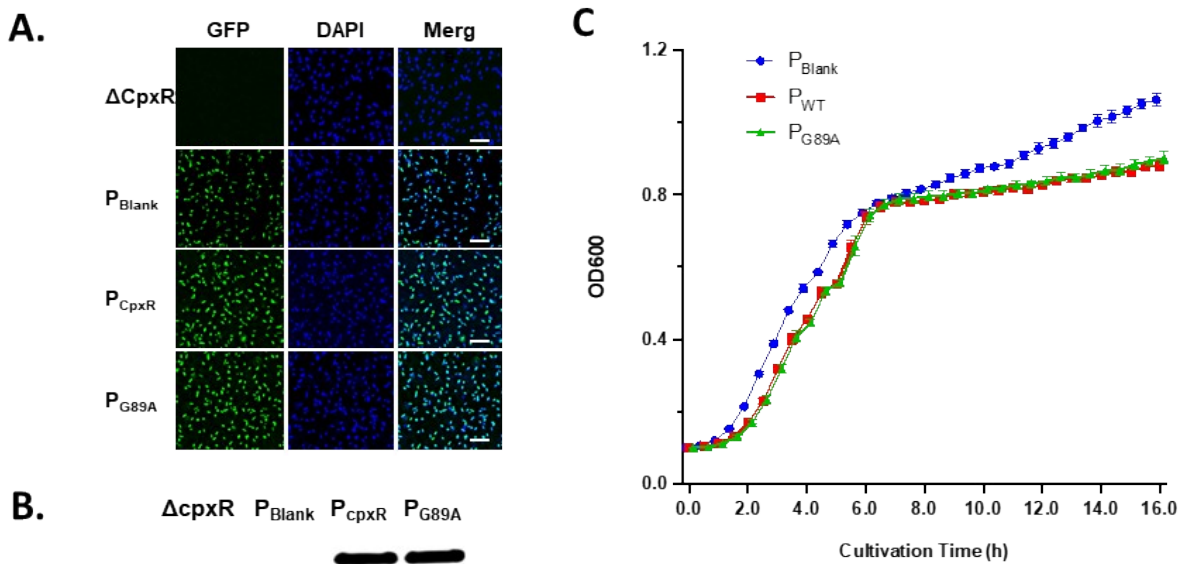 A.
GFP DAPI Merg
ΔCpxR
PBlank
PCpxR
PG89A
B.
ΔcpxR PBlank PcpxR PG89A
C
PBlank
PWT
PG89A
1.2
0.8
0.4
0.0
OD600
0.0 2.0 4.0 6.0 8.0 10.0 12.0 14.0 16.0
Cultivation Time (h)